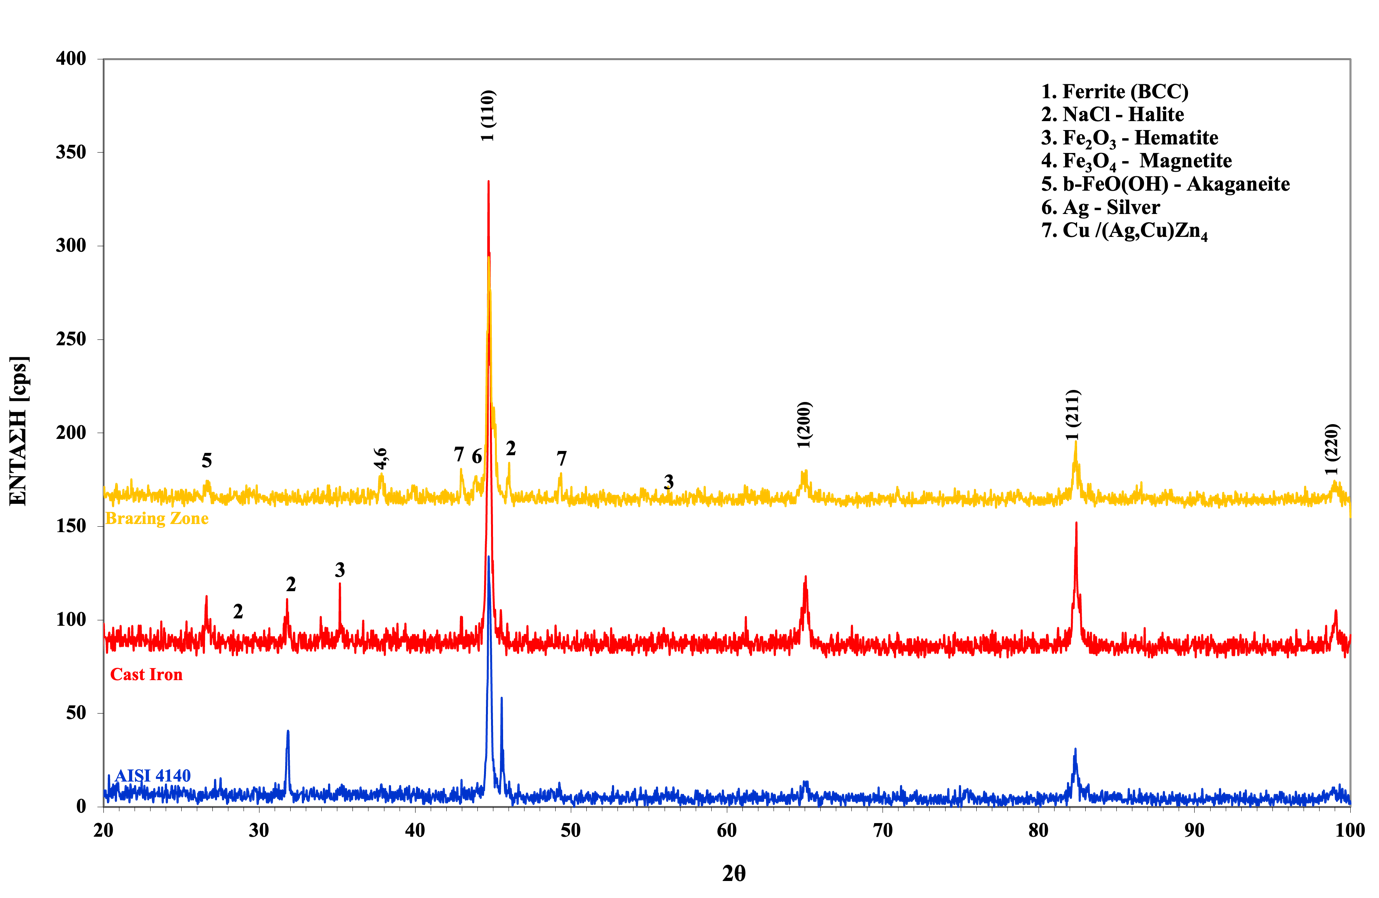 400
350
300
250
200
150
100
50
0
ΕΝΤΑΣΗ [cps]
1. Ferrite (BCC)
2. NaCl - Halite
3. Fe₂O₃ - Hematite
4. Fe₃O₄ - Magnetite
5. b-FeO(OH) - Akaganeite
6. Ag - Silver
7. Cu /(Ag,Cu)Zn₄
1 (110)
1(200)
1 (211)
1 (220)
5
4,6
7
6
2
7
3
Brazing Zone
2
2
3
Cast Iron
AISI 4140
20
30
40
50
60
70
80
90
100
2θ